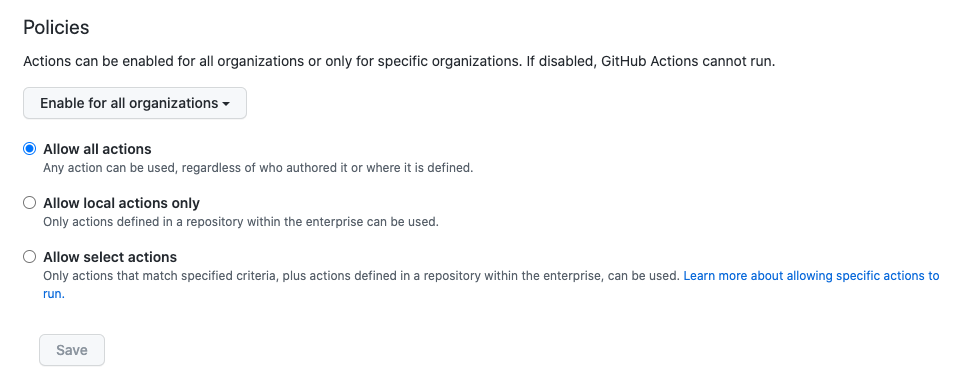 Policies
Actions can be enabled for all organizations or only for specific organizations. If disabled, GitHub Actions cannot run.
Enable for all organizations
Allow all actions
Any action can be used, regardless of who authored it or where it is defined.
Allow local actions only
Only actions defined in a repository within the enterprise can be used.
Allow select actions
Only actions that match specified criteria, plus actions defined in a repository within the enterprise, can be used. Learn more about allowing specific actions to
run.
Save